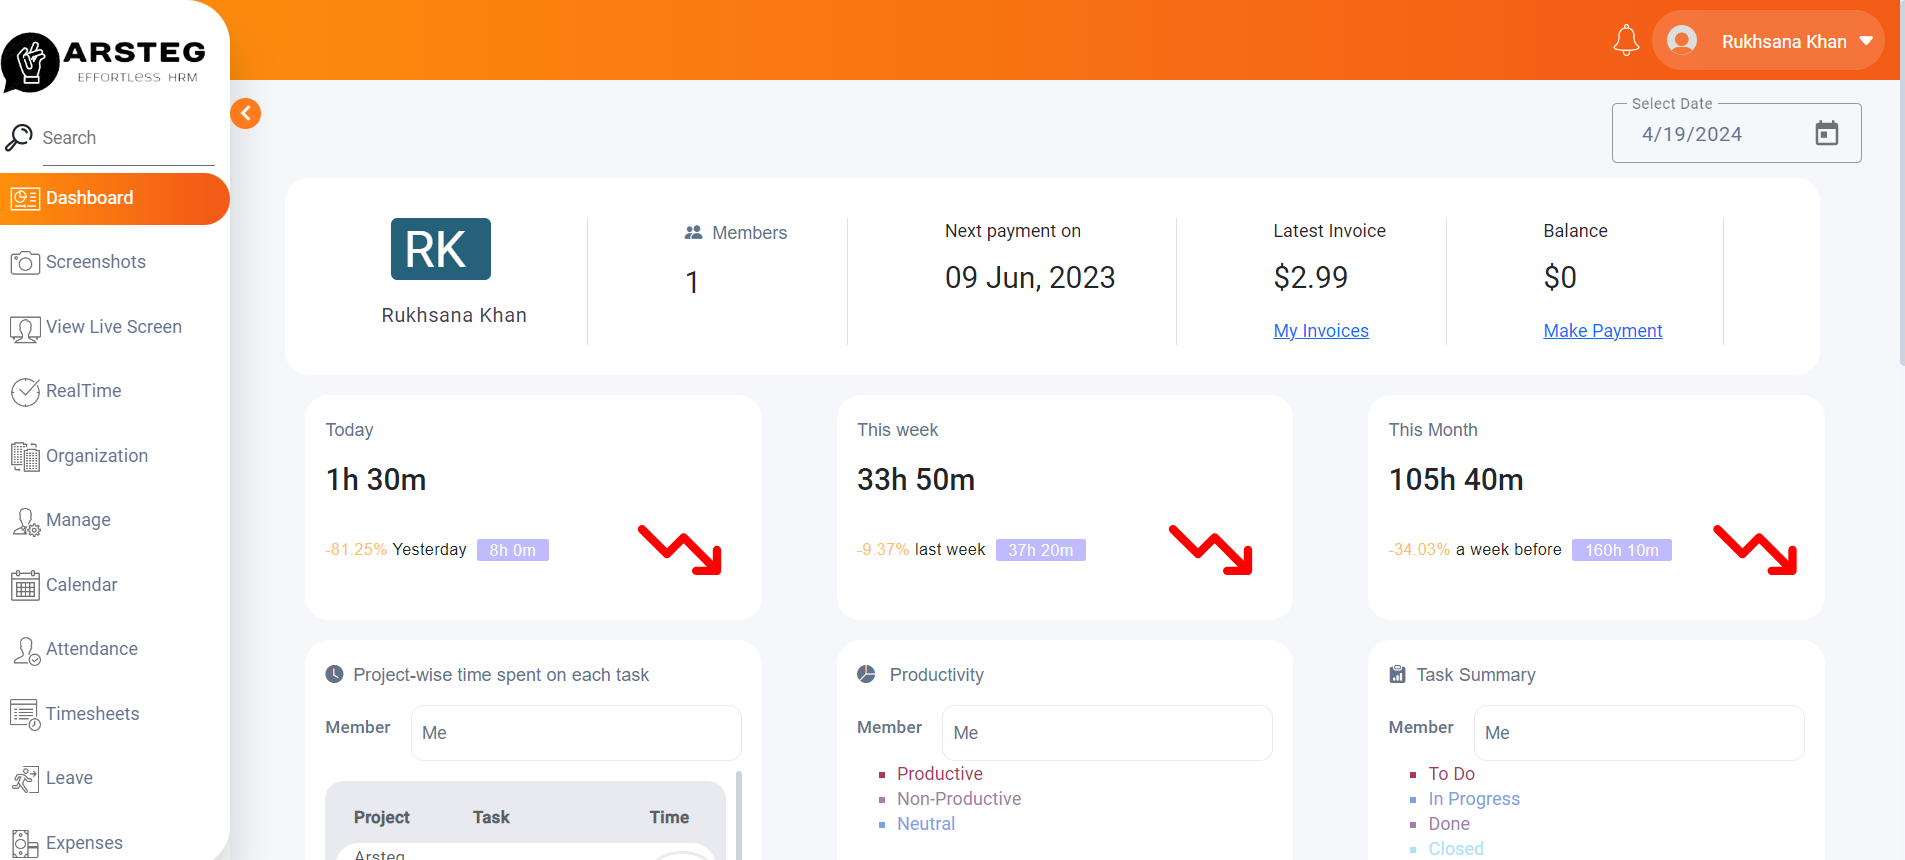 ARSTEG
EFFORTLESS HRM
Search
Dashboard
Screenshots
View Live Screen
RealTime
Organization
Manage
Calendar
Attendance
Timesheets
Leave
Expenses
Rukhsana Khan
Select Date
4/19/2024
RK
Rukhsana Khan
Members
1
Next payment on
09 Jun, 2023
Latest Invoice
$2.99
My Invoices
Balance
$0
Make Payment
Today
1h 30m
-81.25% Yesterday 8h 0m
This week
33h 50m
-9.37% last week 37h 20m
This Month
105h 40m
-34.03% a week before 160h 10m
Project-wise time spent on each task
Member Me
Project Task Time
Arsteg
Productivity
Member Me
Productive
Non-Productive
Neutral
Task Summary
Member Me
To Do
In Progress
Done
Closed